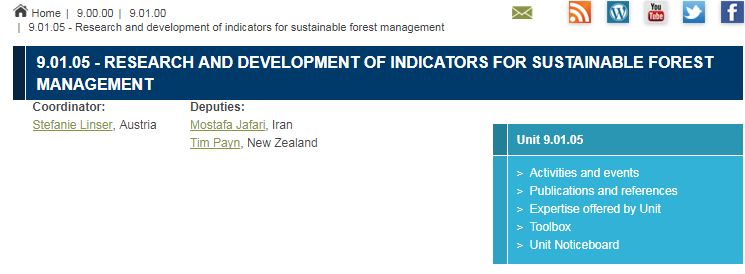 Home | 9.00.00 | 9.01.00
| 9.01.05 - Research and development of indicators for sustainable forest management
You
Tube
9.01.05 - RESEARCH AND DEVELOPMENT OF INDICATORS FOR SUSTAINABLE FOREST
MANAGEMENT
Coordinator:
Stefanie Linser, Austria
Deputies:
Mostafa Jafari, Iran
Tim Payn, New Zealand
Unit 9.01.05
> Activities and events
> Publications and references
> Expertise offered by Unit
> Toolbox
> Unit Noticeboard